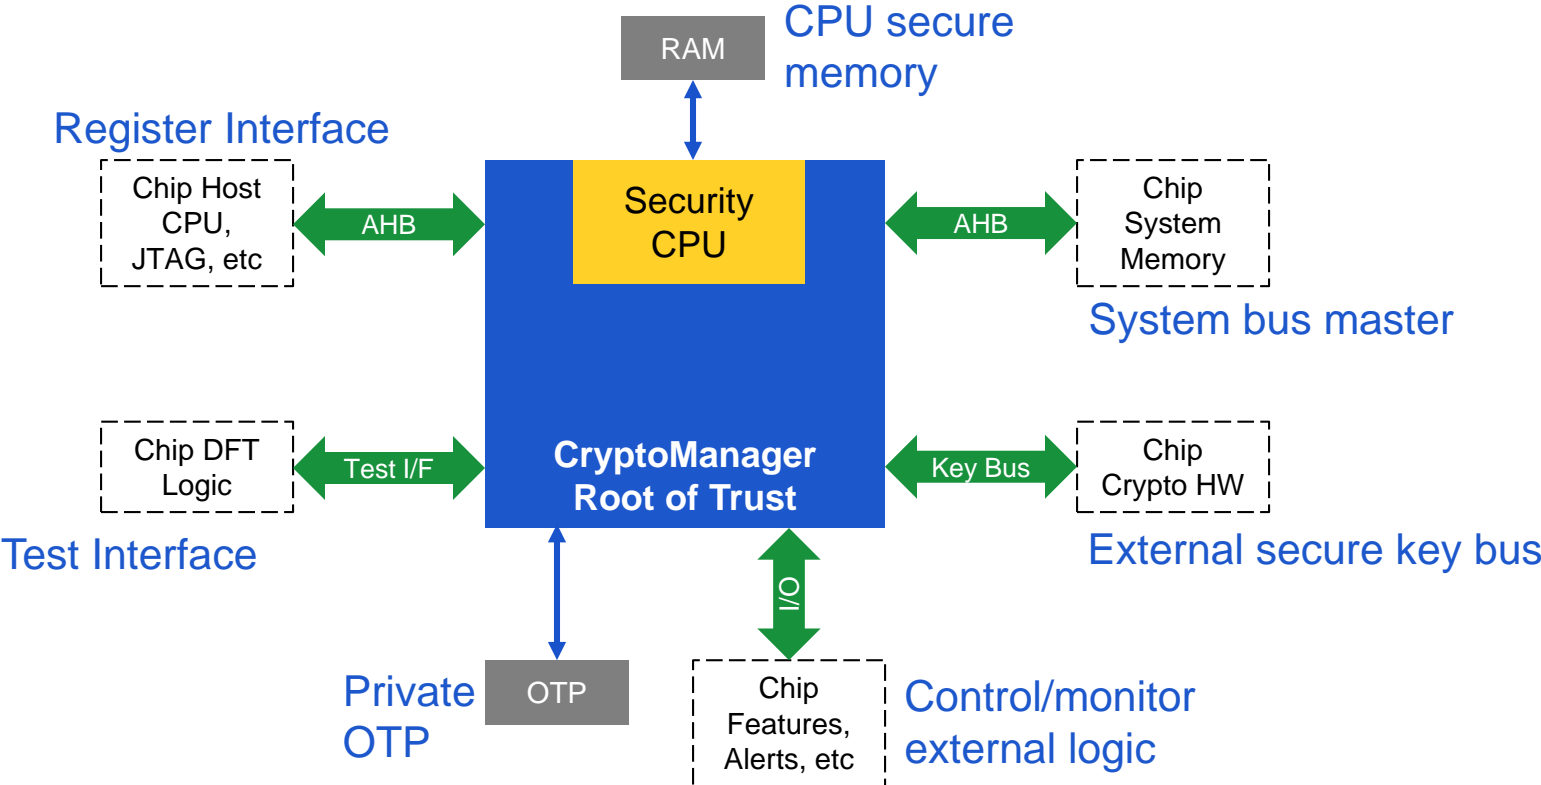 RAM
CPU secure
memory
Register Interface
Chip Host
CPU,
JTAG, etc
AHB
Security
CPU
AHB
Chip
System
Memory
System bus master
Chip DFT
Logic
Test I/F
CryptoManager
Root of Trust
Key Bus
Chip
Crypto HW
Test Interface
External secure key bus
I/O
Private
OTP
OTP
Chip
Features,
Alerts, etc
Control/monitor
external logic